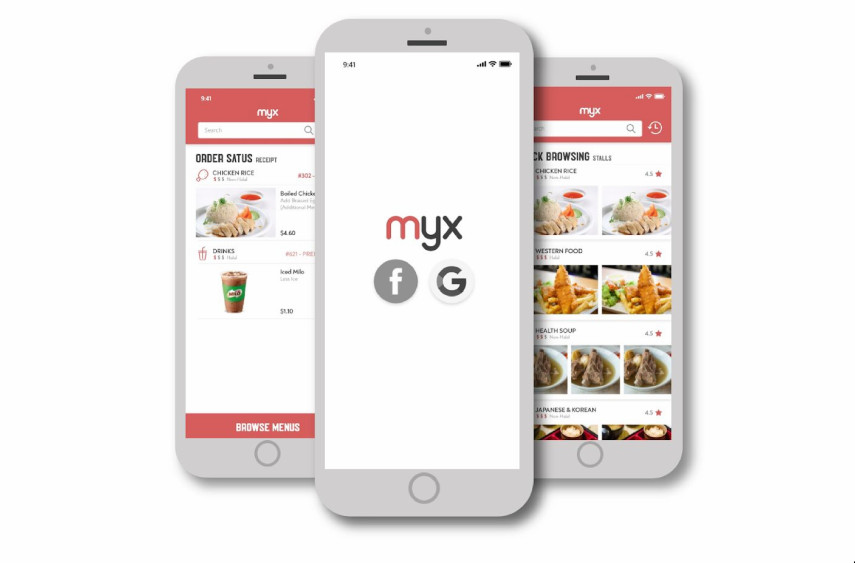 9:41
myx
Search
ORDER SATUS RECEIPT
CHICKEN RICE
$ $ $ Non-Halal
#302 -
Boiled Chicke
Add Braised Eg
[Additional Me
$4.60
DRINKS
$ $ $ Halal
#621 - FRE
Iced Milo
Less Ice
MILO
$1.10
BROWSE MENUS
9:41
myx
f
G
myx
CK BROWSING STALLS
CHICKEN RICE
$ $ $ Non-Halal
4.5
WESTERN FOOD
$ $ $ Halal
4.5
HEALTH SOUP
$ $ $ Non-Halal
4.5
JAPANESE & KOREAN
$ $ $ Non-Halal
4.5